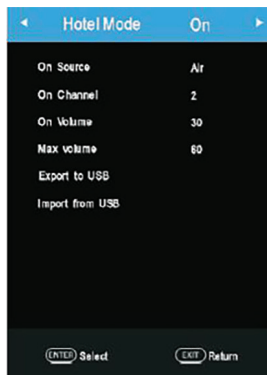 Hotel Mode On
On Source Air
On Channel 2
On Volume 30
Max volume 60
Export to USB
Import from USB
ENTER Select EXIT Return